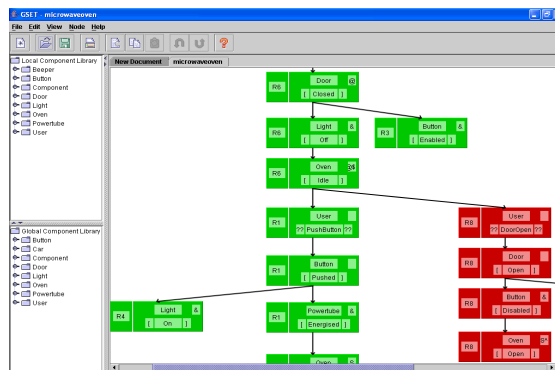 GSET - microwaveoven
File Edit View Node Help
Local Component Library
Beeper
Button
Component
Door
Light
Oven
Powertube
User
Global Component Library
Button
Car
Component
Door
Light
Oven
Powertube
User
New Document microwaveoven
R6 Door @
[ Closed ]
R6 Light &
[ Off ]
R3 Button &
[ Enabled ]
R6 Oven
[ Idle ]
R1 User
?? PushButton ??
R8 User
?? DoorOpen ??
R1 Button
[ Pushed ]
R8 Door
[ Open ]
R4 Light &
[ On ]
R1 Powertube &
[ Energised ]
R8 Button &
[ Disabled ]
R8 Oven S^
[ Open ]
Oven S